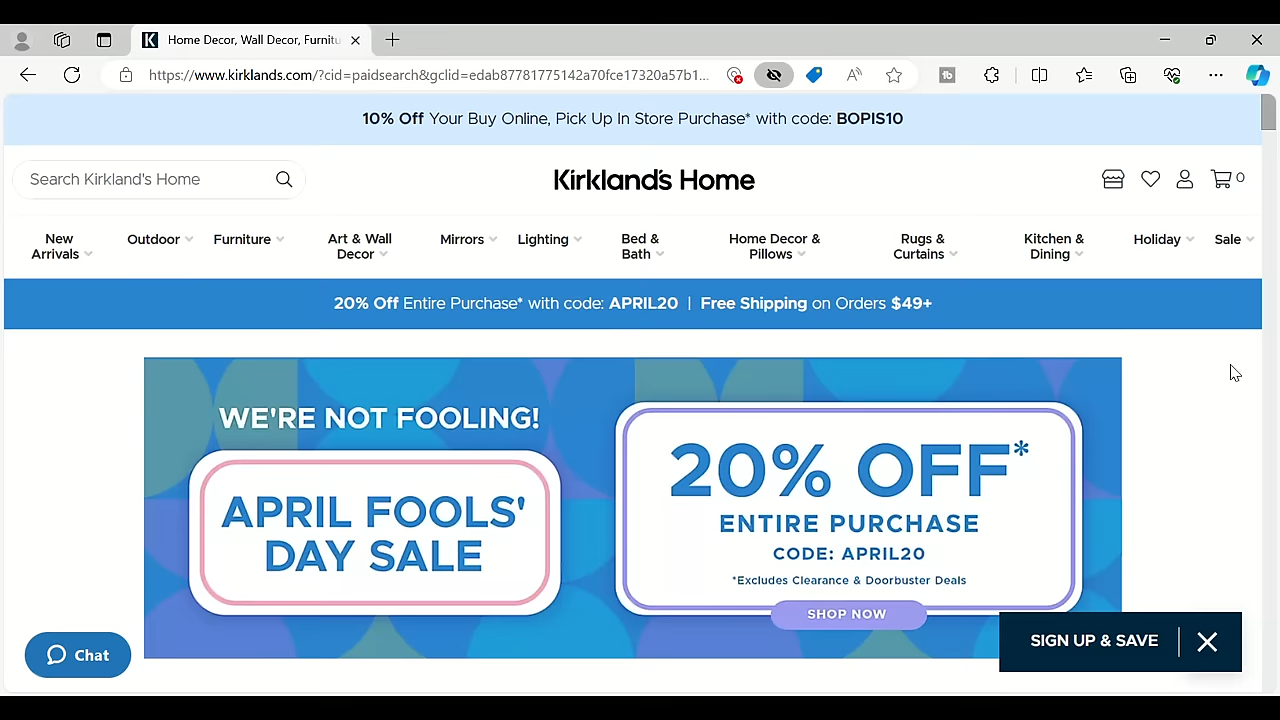 Home Decor, Wall Decor, Furnitu
https://www.kirklands.com/?cid=paidsearch&gclid=edab87781775142a70fce17320a57b1...
10% Off Your Buy Online, Pick Up In Store Purchase* with code: BOPIS10
Search Kirkland's Home
Kirkland's Home
0
New Arrivals
Outdoor
Furniture
Art & Wall Decor
Mirrors
Lighting
Bed & Bath
Home Decor & Pillows
Rugs & Curtains
Kitchen & Dining
Holiday
Sale
20% Off Entire Purchase* with code: APRIL20 | Free Shipping on Orders $49+
WE'RE NOT FOOLING!
APRIL FOOLS'
DAY SALE
20% OFF*
ENTIRE PURCHASE
CODE: APRIL20
*Excludes Clearance & Doorbuster Deals
SHOP NOW
SIGN UP & SAVE
Chat